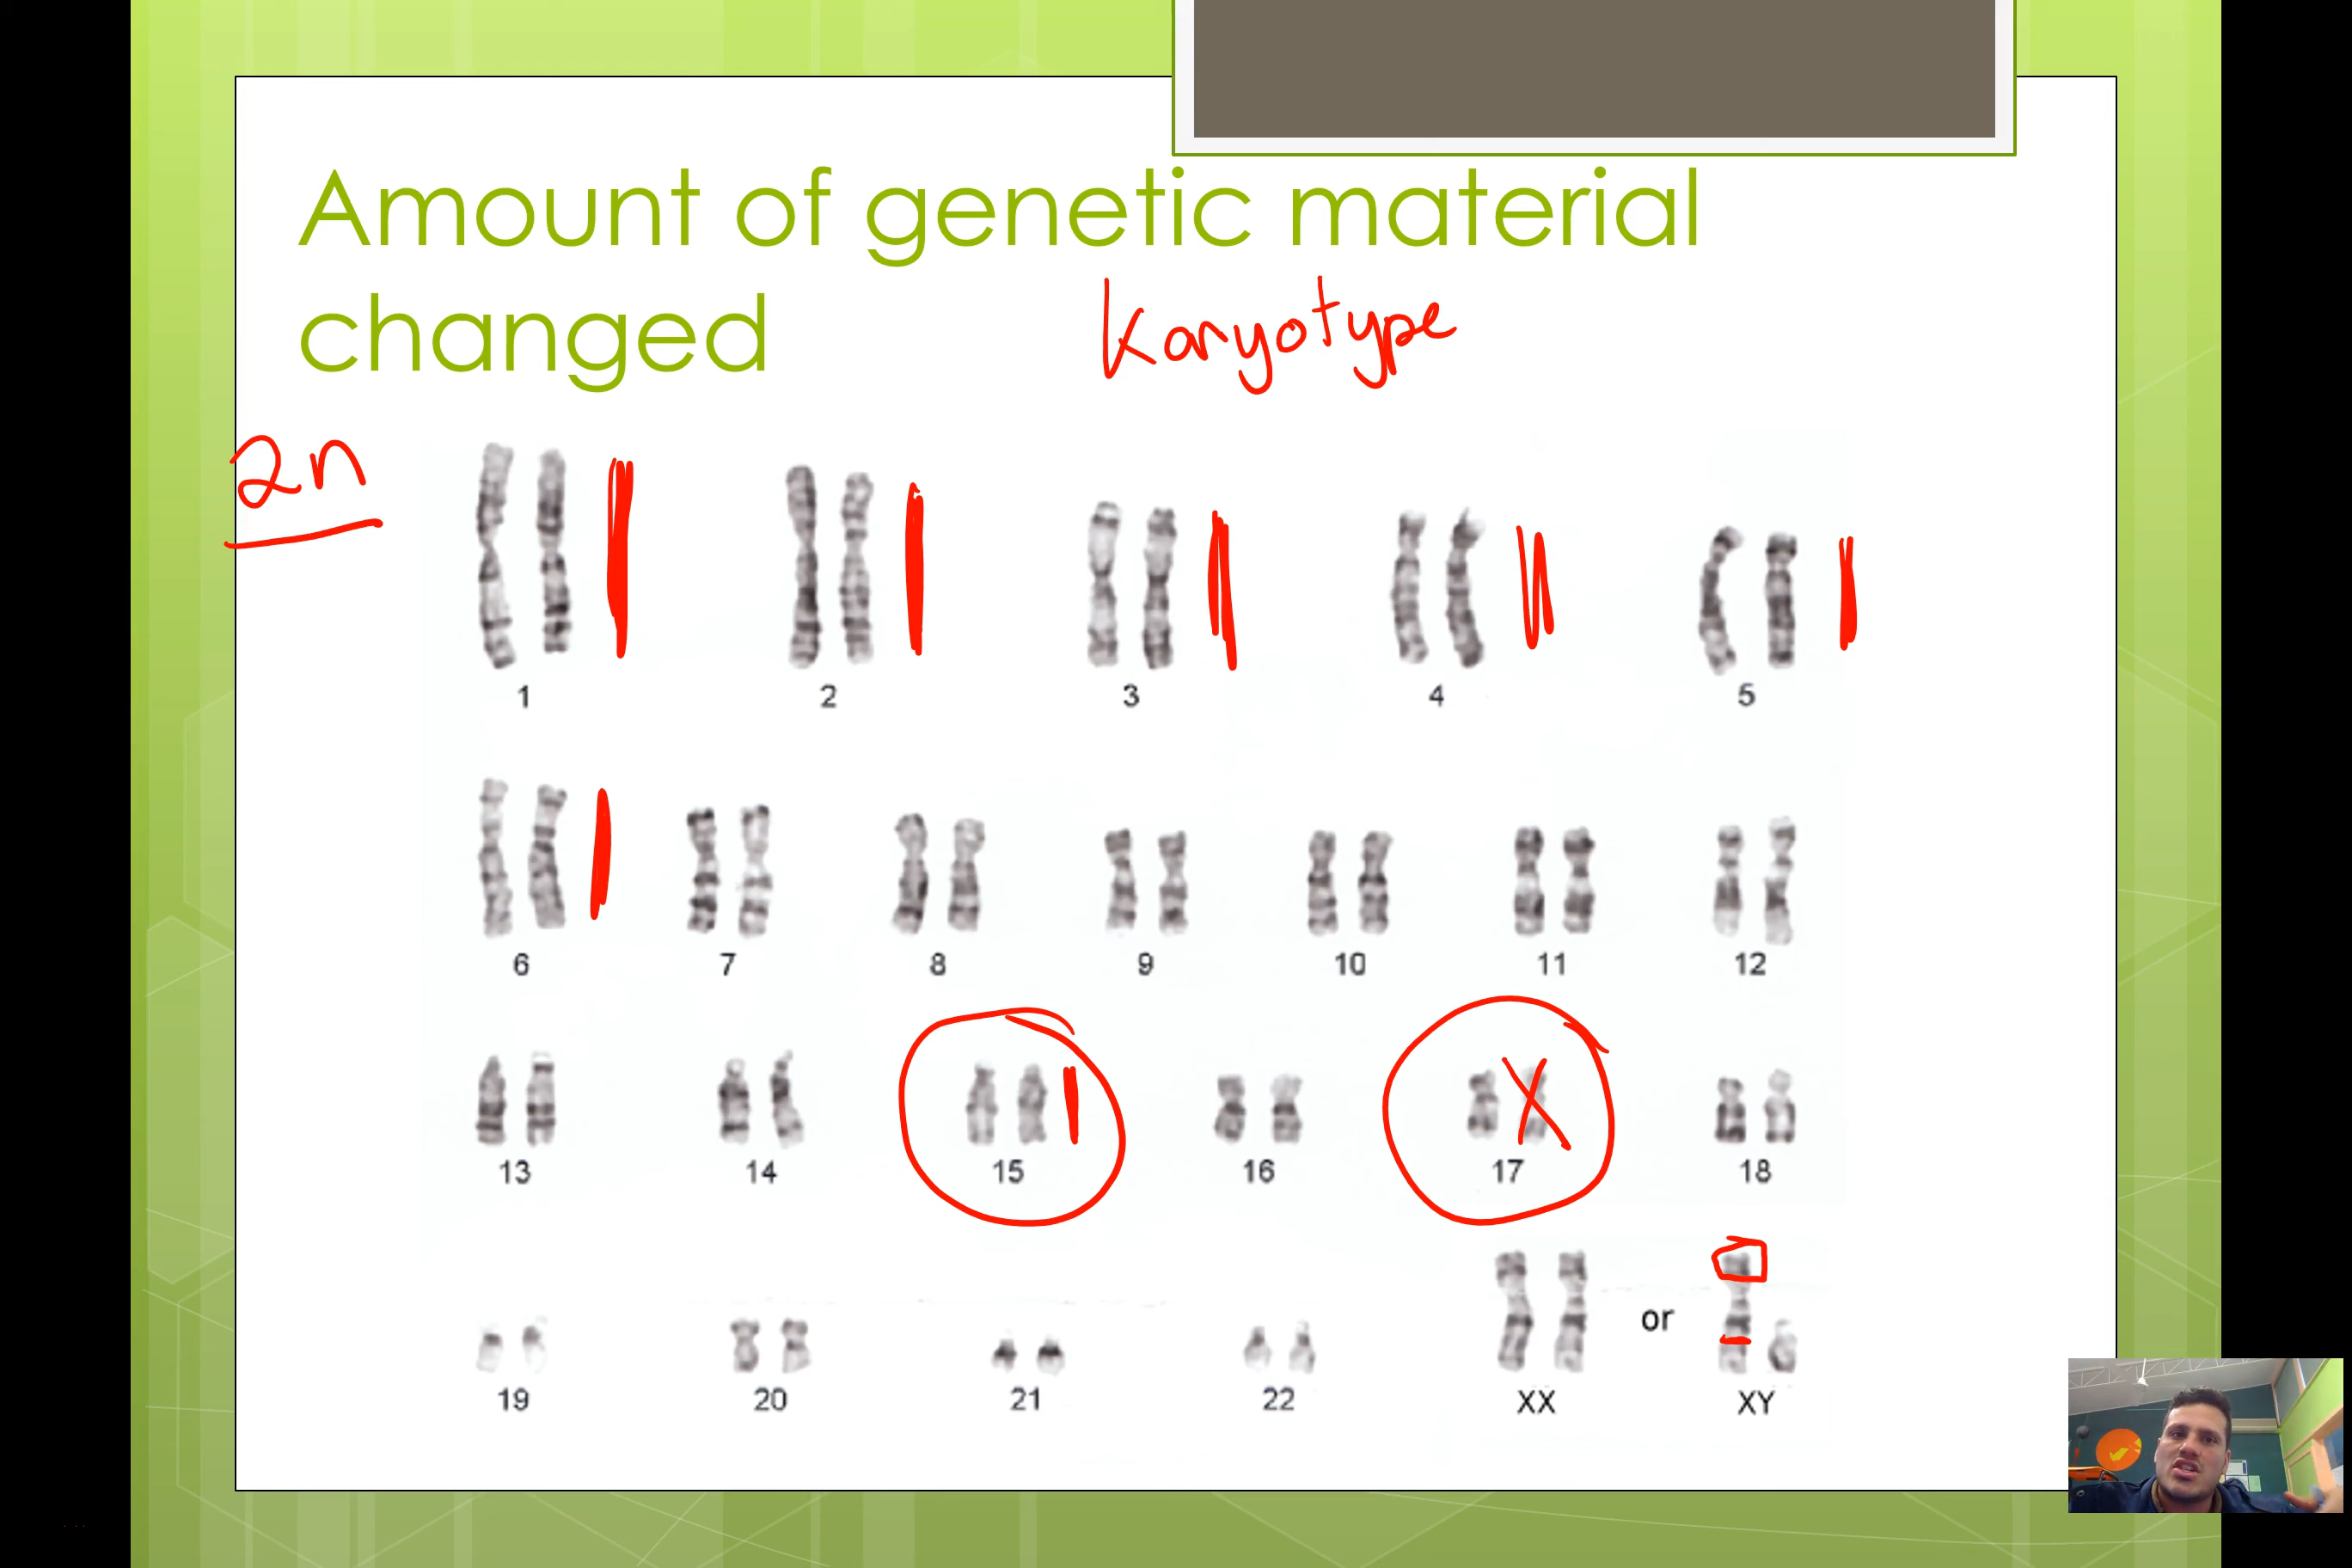 Amount of genetic material
changed
Karyotype
2n
1 2 3 4 5
6 7 8 9 10 11 12
13 14 15 16 17 18
or
19 20 21 22 XX XY